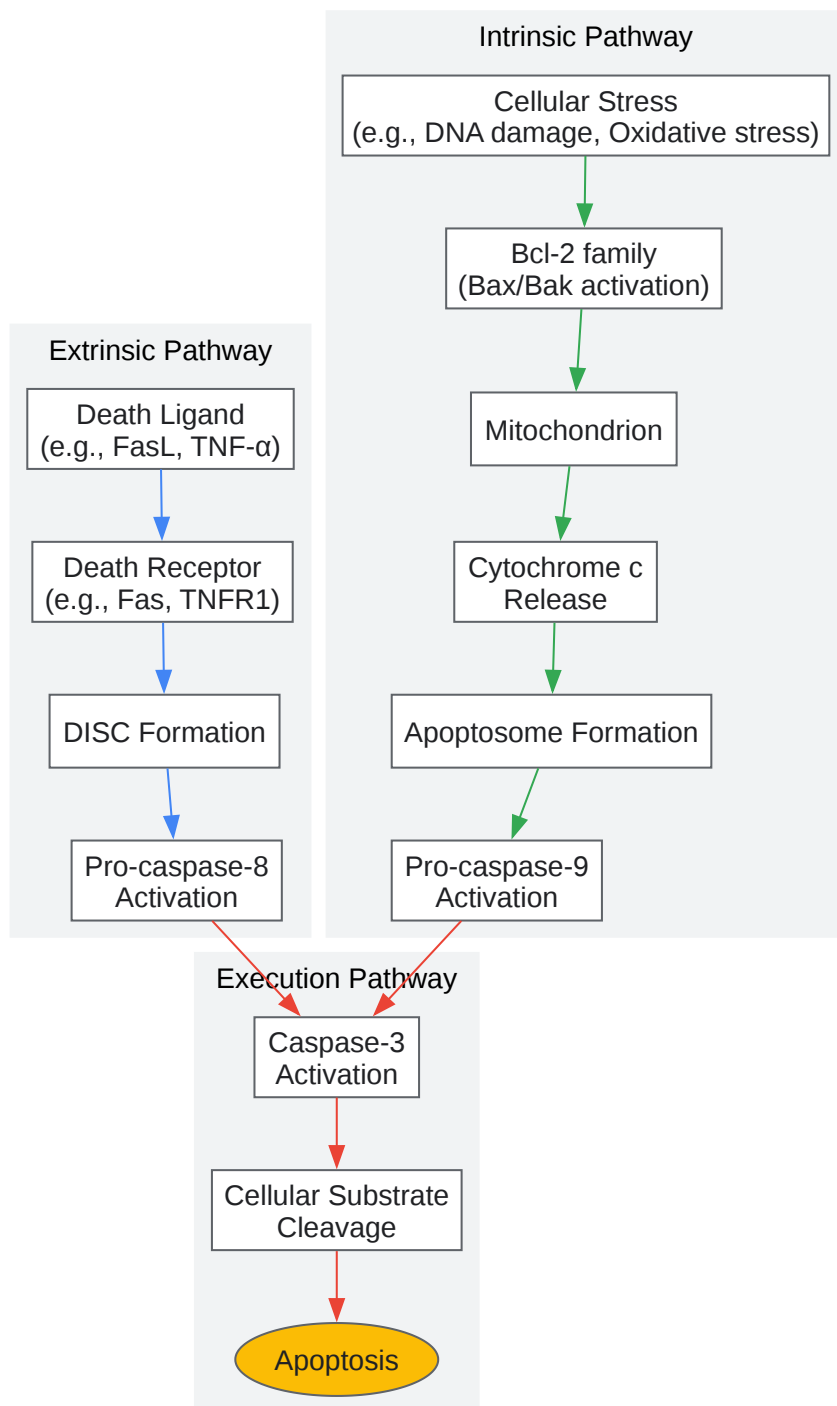 Intrinsic Pathway
Cellular Stress
(e.g., DNA damage, Oxidative stress)
Bcl-2 family
(Bax/Bak activation)
Mitochondrion
Cytochrome c
Release
Apoptosome Formation
Pro-caspase-9
Activation
Extrinsic Pathway
Death Ligand
(e.g., FasL, TNF-α)
Death Receptor
(e.g., Fas, TNFR1)
DISC Formation
Pro-caspase-8
Activation
Execution Pathway
Caspase-3
Activation
Cellular Substrate
Cleavage
Apoptosis